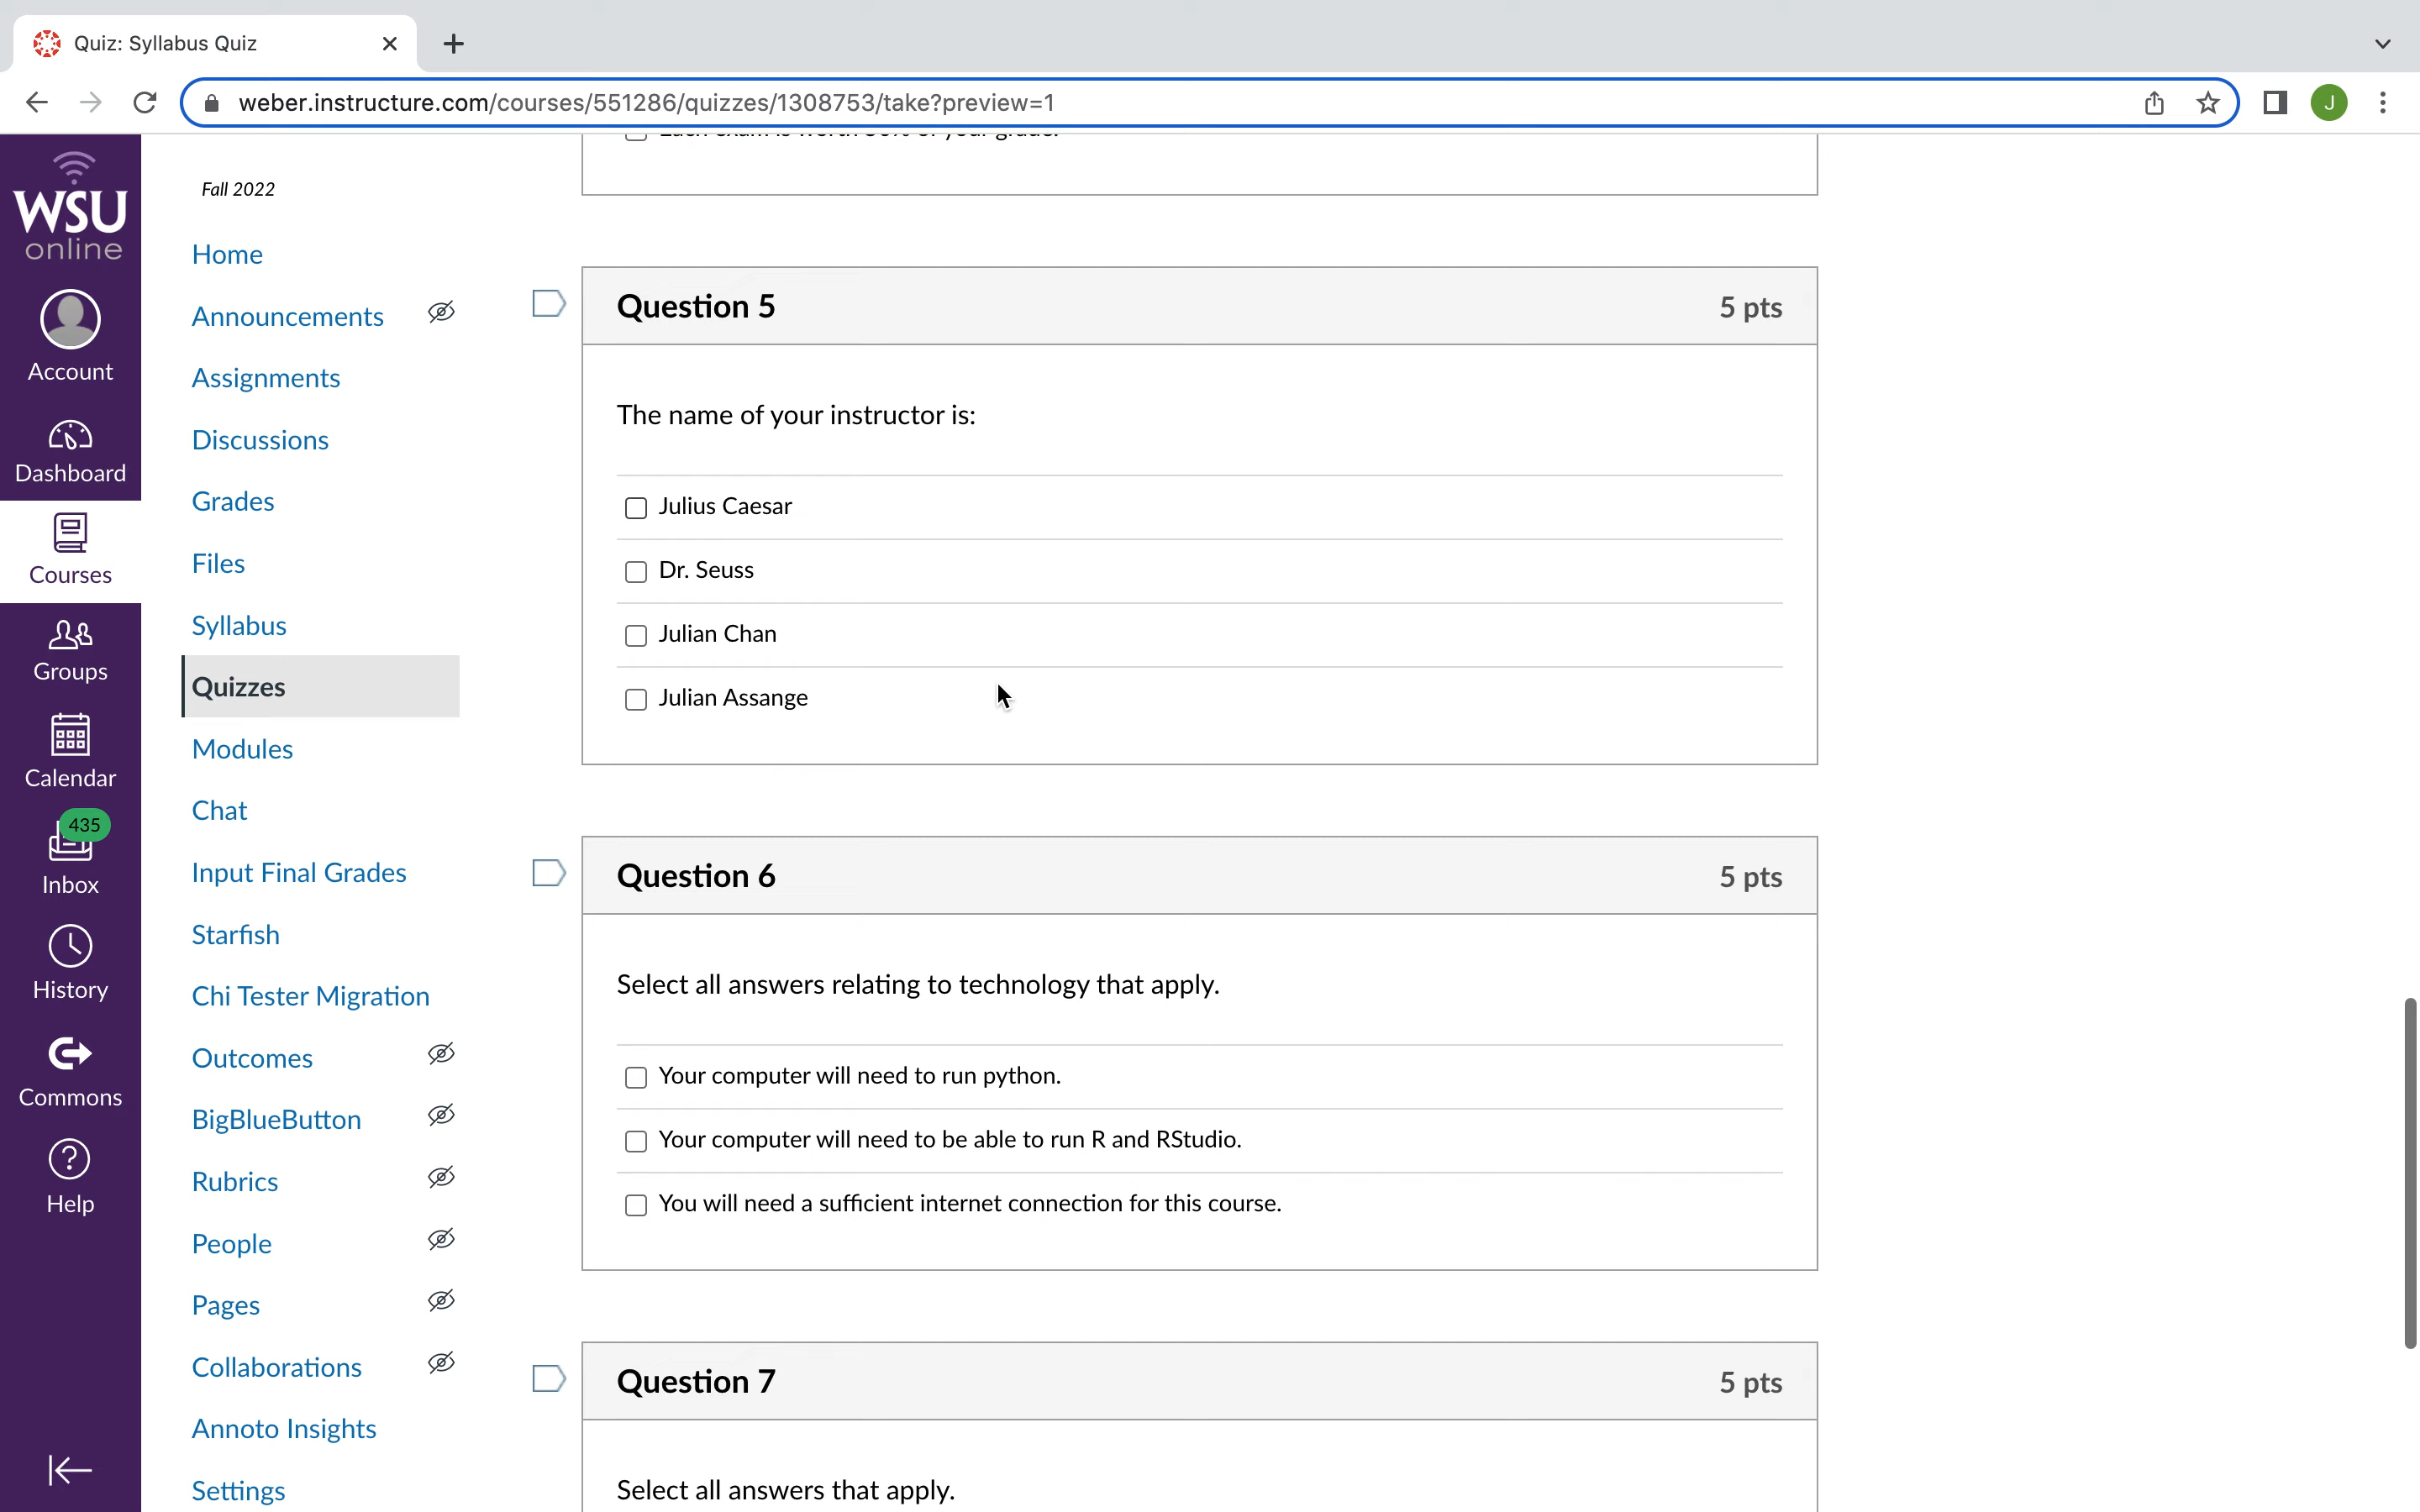 Quiz: Syllabus Quiz
weber.instructure.com/courses/551286/quizzes/1308753/take?preview=1
J
WSU
online
Account
Dashboard
Courses
Groups
Calendar
435
Inbox
History
Commons
Help
Fall 2022
Home
Announcements
Assignments
Discussions
Grades
Files
Syllabus
Quizzes
Modules
Chat
Input Final Grades
Starfish
Chi Tester Migration
Outcomes
BigBlueButton
Rubrics
People
Pages
Collaborations
Annoto Insights
Settings
Question 5 5 pts
The name of your instructor is:
Julius Caesar
Dr. Seuss
Julian Chan
Julian Assange
Question 6 5 pts
Select all answers relating to technology that apply.
Your computer will need to run python.
Your computer will need to be able to run R and RStudio.
You will need a sufficient internet connection for this course.
Question 7 5 pts
Select all answers that apply.